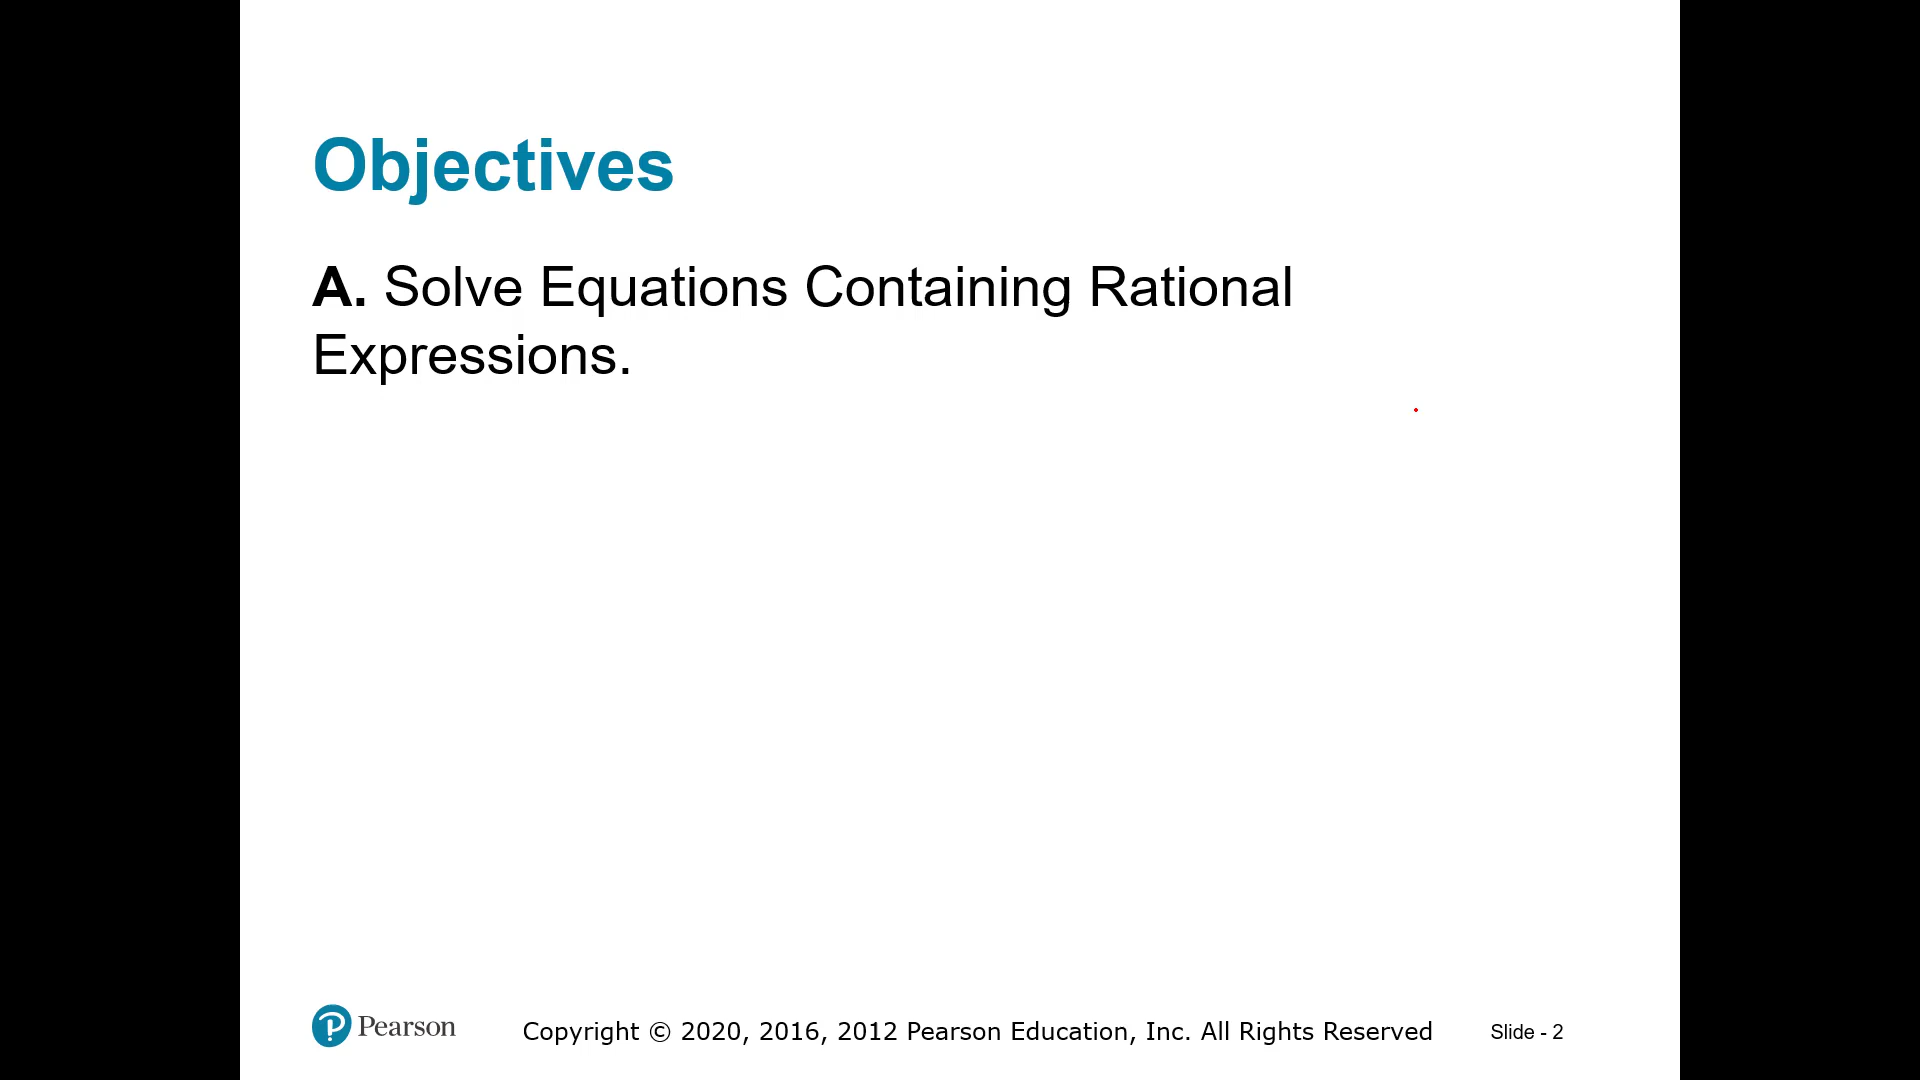 Objectives
A. Solve Equations Containing Rational
Expressions.
Pearson
Copyright © 2020, 2016, 2012 Pearson Education, Inc. All Rights Reserved
Slide - 2